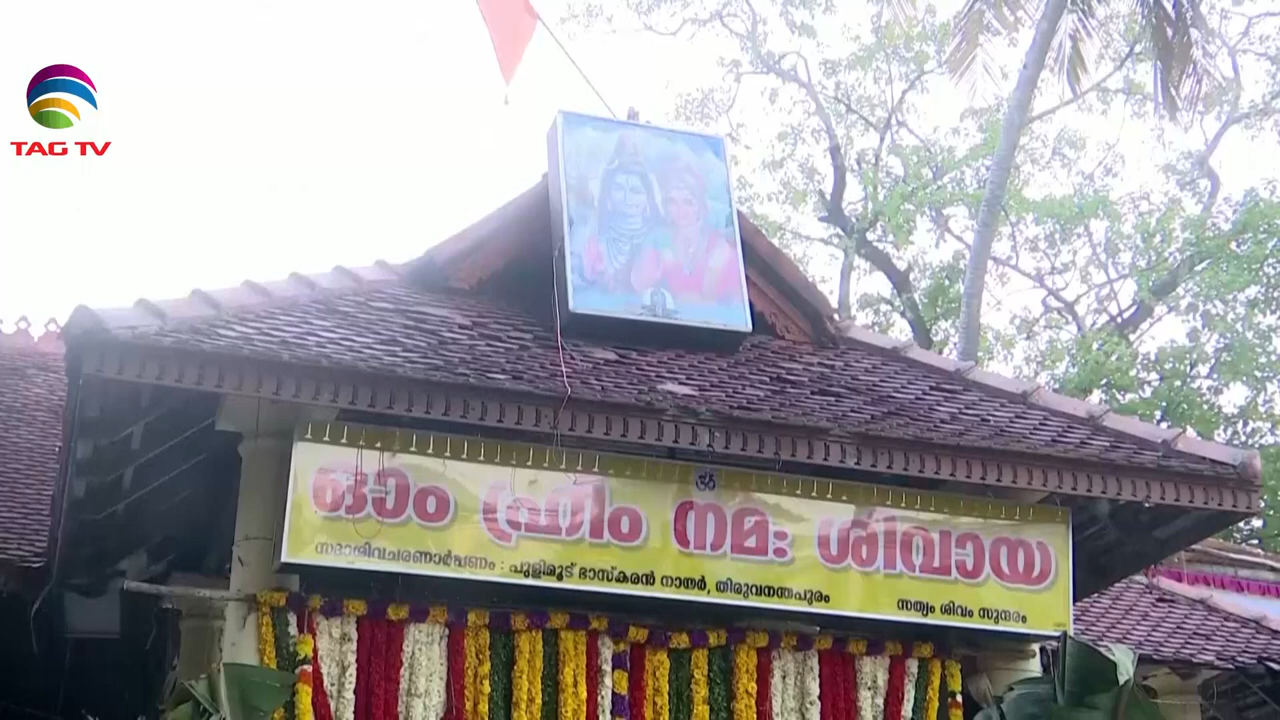 TAG TV
ॐ
ഓം ഹ്രീം നമഃ ശിവായ
സദാശിവചരണാർപ്പണം : പുളിമൂട് ഭാസ്കരൻ നായർ, തിരുവനന്തപുരം
സത്യം ശിവം സുന്ദരം